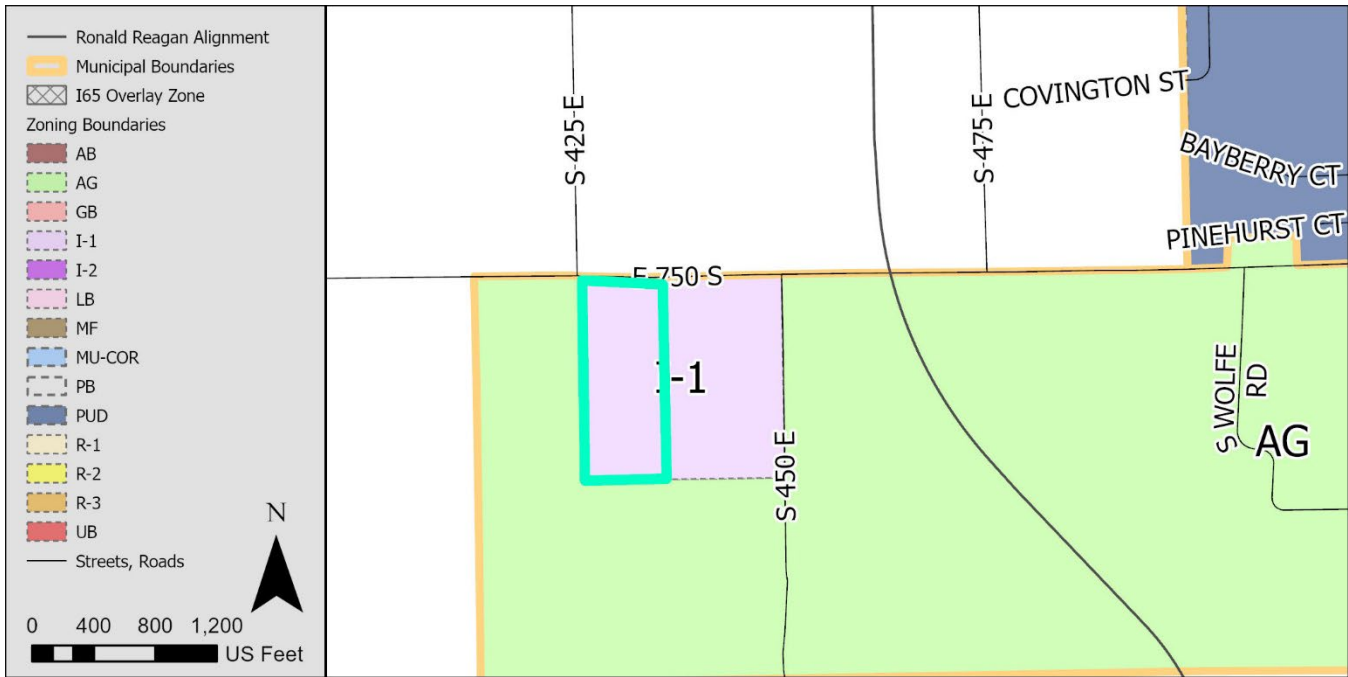 Ronald Reagan Alignment
Municipal Boundaries
I65 Overlay Zone
Zoning Boundaries
AB
AG
GB
I-1
I-2
LB
MF
MU-COR
PB
PUD
R-1
R-2
R-3
UB
Streets, Roads
N
0 400 800 1,200
US Feet
S-425-E
S-475-E
COVINGTON ST
BAYBERRY CT
PINEHURST CT
E 750 S
I-1
S-450-E
S WOLFE
RD
AG